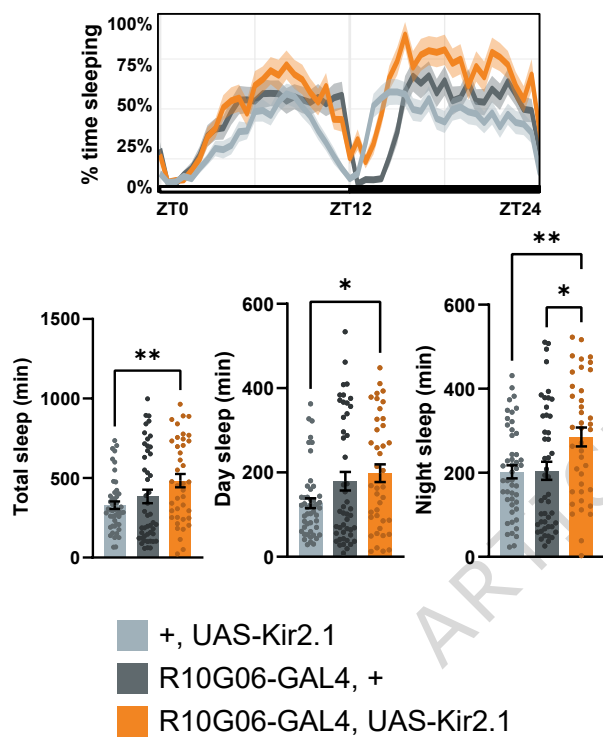 100%
75%
50%
25%
0%
% time sleeping
ZT0 ZT12 ZT24
**
1500
1000
500
0
Total sleep (min)
*
600
400
200
0
Day sleep (min)
**
*
600
400
200
0
Night sleep (min)
+, UAS-Kir2.1
R10G06-GAL4, +
R10G06-GAL4, UAS-Kir2.1